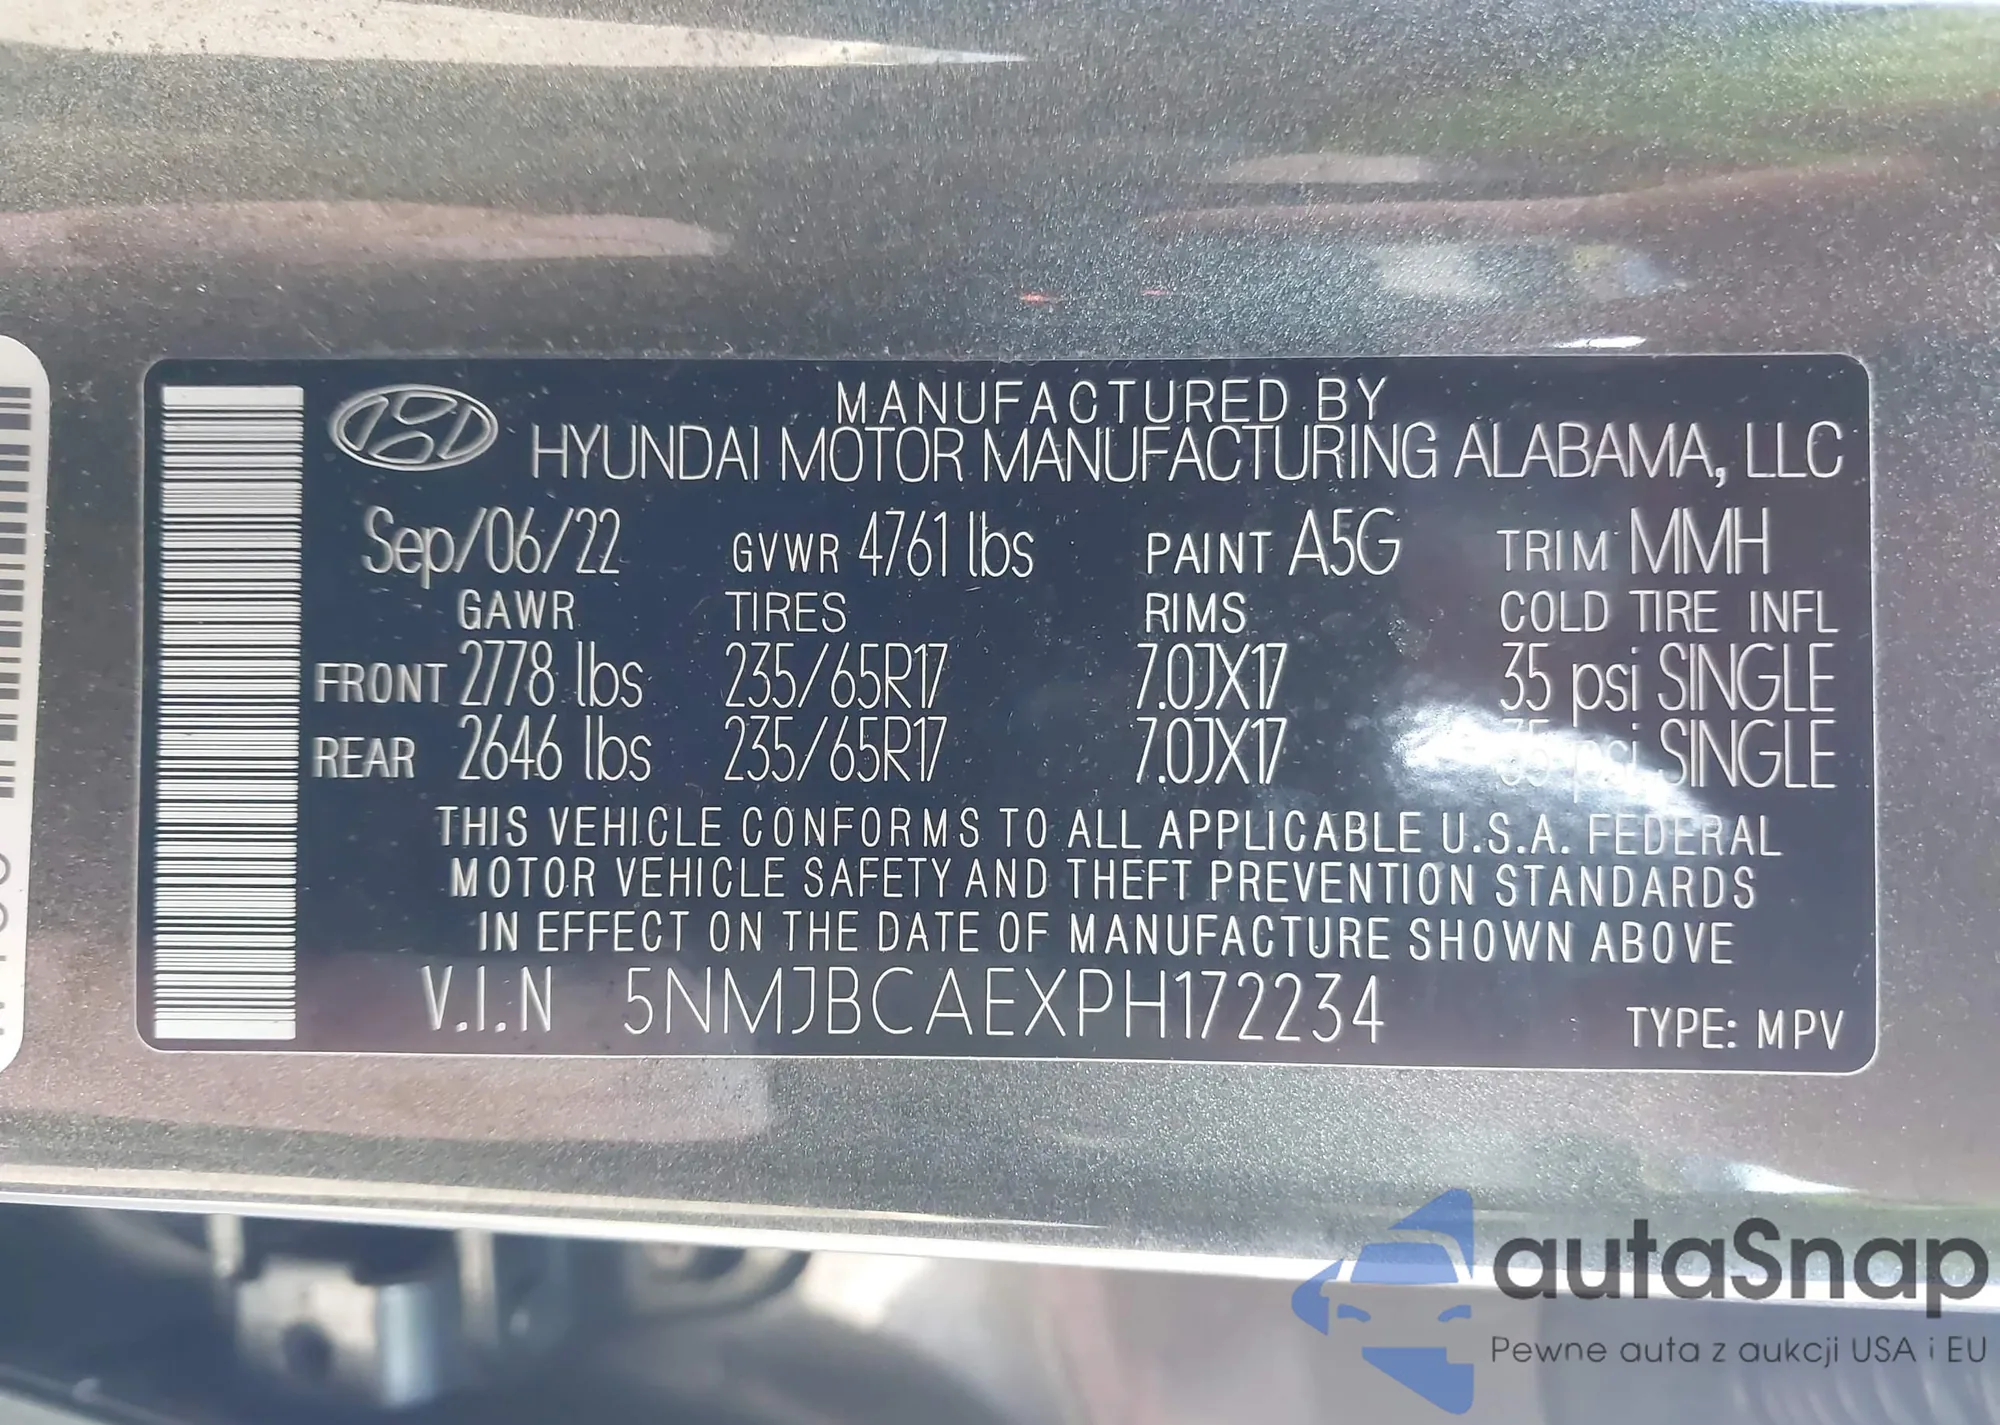 MANUFACTURED BY
HYUNDAI MOTOR MANUFACTURING ALABAMA, LLC
Sep/06/22 GVWR 4761 lbs PAINT A5G TRIM MMH
GAWR TIRES RIMS COLD TIRE INFL
FRONT 2778 lbs 235/65R17 7.0JX17 35 psi SINGLE
REAR 2646 lbs 235/65R17 7.0JX17 35 psi SINGLE
THIS VEHICLE CONFORMS TO ALL APPLICABLE U.S.A. FEDERAL
MOTOR VEHICLE SAFETY AND THEFT PREVENTION STANDARDS
IN EFFECT ON THE DATE OF MANUFACTURE SHOWN ABOVE
V.I.N 5NMJBCAEXPH172234 TYPE: MPV
autaSnap
Pewne auta z aukcji USA i EU